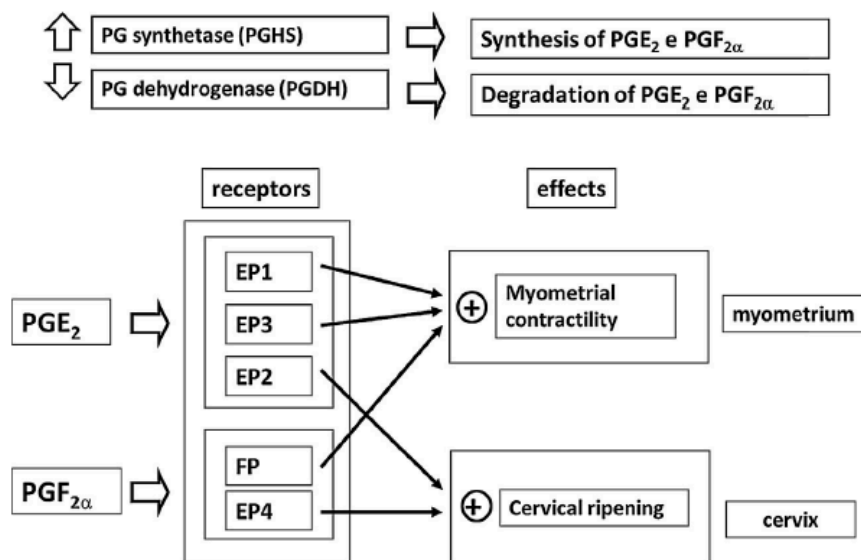 PG synthetase (PGHS)
Synthesis of PGE₂ e PGF₂α
PG dehydrogenase (PGDH)
Degradation of PGE₂ e PGF₂α
receptors
effects
EP1
EP3
EP2
FP
EP4
PGE₂
PGF₂α
+
Myometrial
contractility
myometrium
+
Cervical ripening
cervix